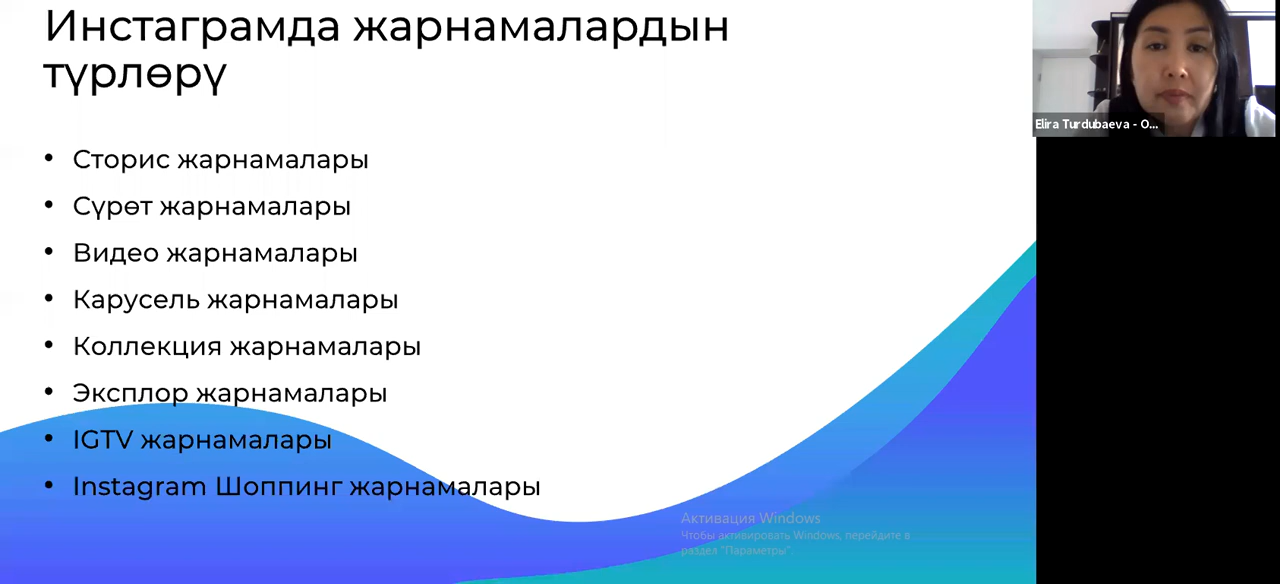 Инстаграмда жарнамалардын
түрлөрү
• Сторис жарнамалары
• Сүрөт жарнамалары
• Видео жарнамалары
• Карусель жарнамалары
• Коллекция жарнамалары
• Эксплор жарнамалары
• IGTV жарнамалары
• Instagram Шоппинг жарнамалары
Elira Turdubaeva - O...
Активация Windows
Чтобы активировать Windows, перейдите в
раздел "Параметры".